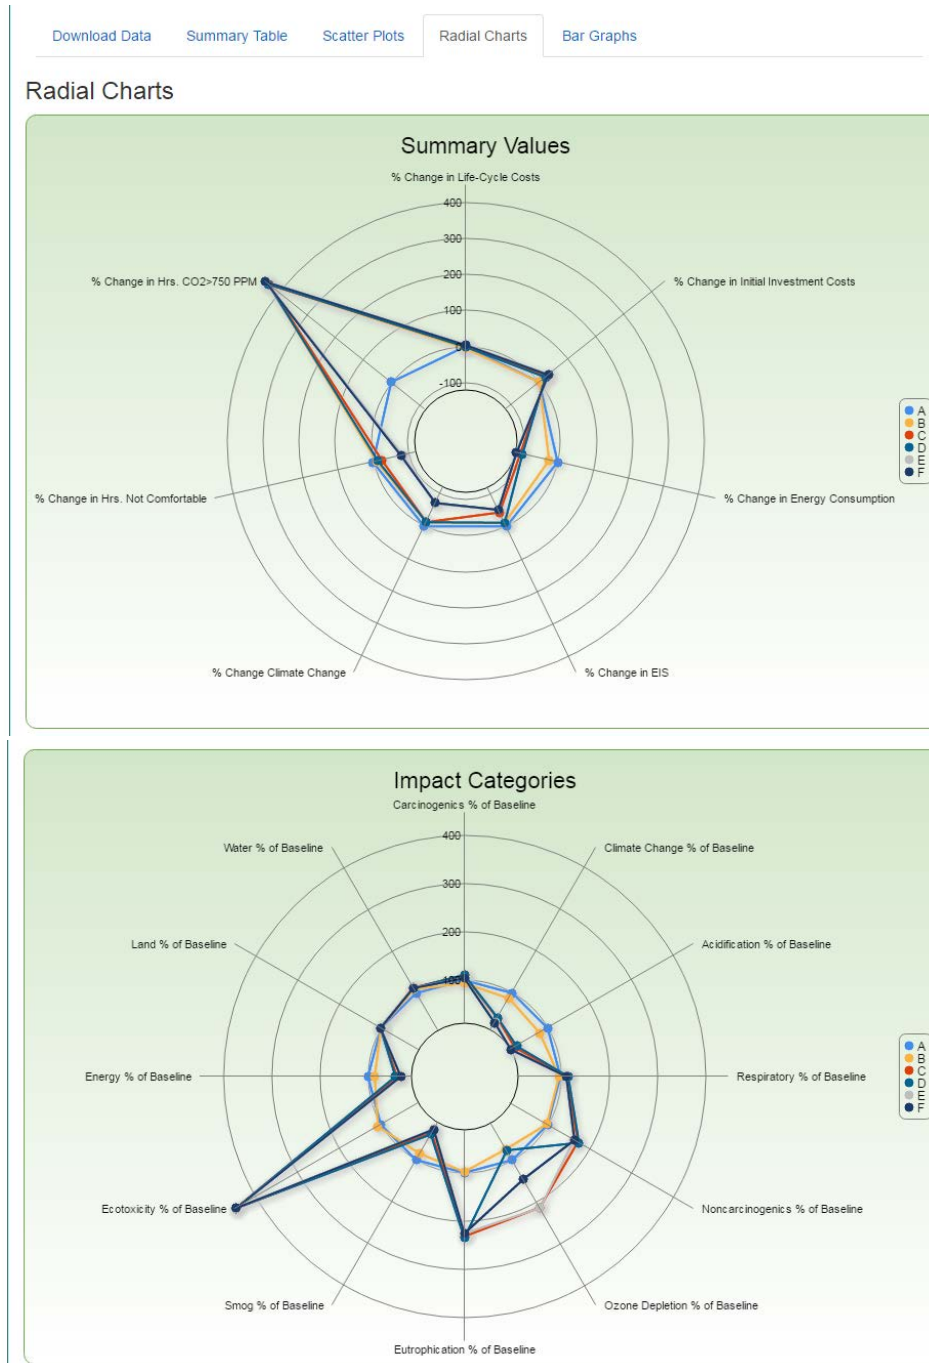 Download Data
Summary Table
Scatter Plots
Radial Charts
Bar Graphs
Radial Charts
Summary Values
% Change in Life-Cycle Costs
400
300
200
100
0
-100
% Change in Hrs. CO2>750 PPM
% Change in Initial Investment Costs
% Change in Hrs. Not Comfortable
% Change in Energy Consumption
% Change Climate Change
% Change in EIS
A
B
C
D
E
F
Impact Categories
Carcinogenics % of Baseline
400
300
200
100
Water % of Baseline
Climate Change % of Baseline
Land % of Baseline
Acidification % of Baseline
Energy % of Baseline
Respiratory % of Baseline
Ecotoxicity % of Baseline
Noncarcinogenics % of Baseline
Smog % of Baseline
Ozone Depletion % of Baseline
Eutrophication % of Baseline
A
B
C
D
E
F